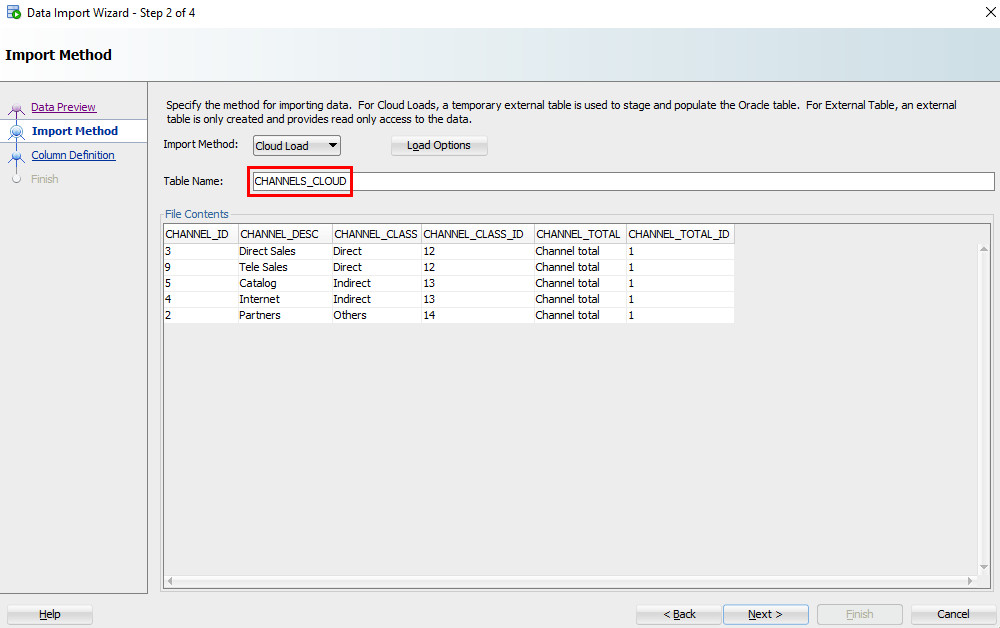 Data Import Wizard - Step 2 of 4
Import Method
Data Preview
Import Method
Column Definition
Finish
Specify the method for importing data. For Cloud Loads, a temporary external table is used to stage and populate the Oracle table. For External Table, an external
table is only created and provides read only access to the data.
Import Method: Cloud Load Load Options
Table Name: CHANNELS_CLOUD
File Contents
CHANNEL_ID CHANNEL_DESC CHANNEL_CLASS CHANNEL_CLASS_ID CHANNEL_TOTAL CHANNEL_TOTAL_ID
3 Direct Sales Direct 12 Channel total 1
9 Tele Sales Direct 12 Channel total 1
5 Catalog Indirect 13 Channel total 1
4 Internet Indirect 13 Channel total 1
2 Partners Others 14 Channel total 1
Help < Back Next > Finish Cancel